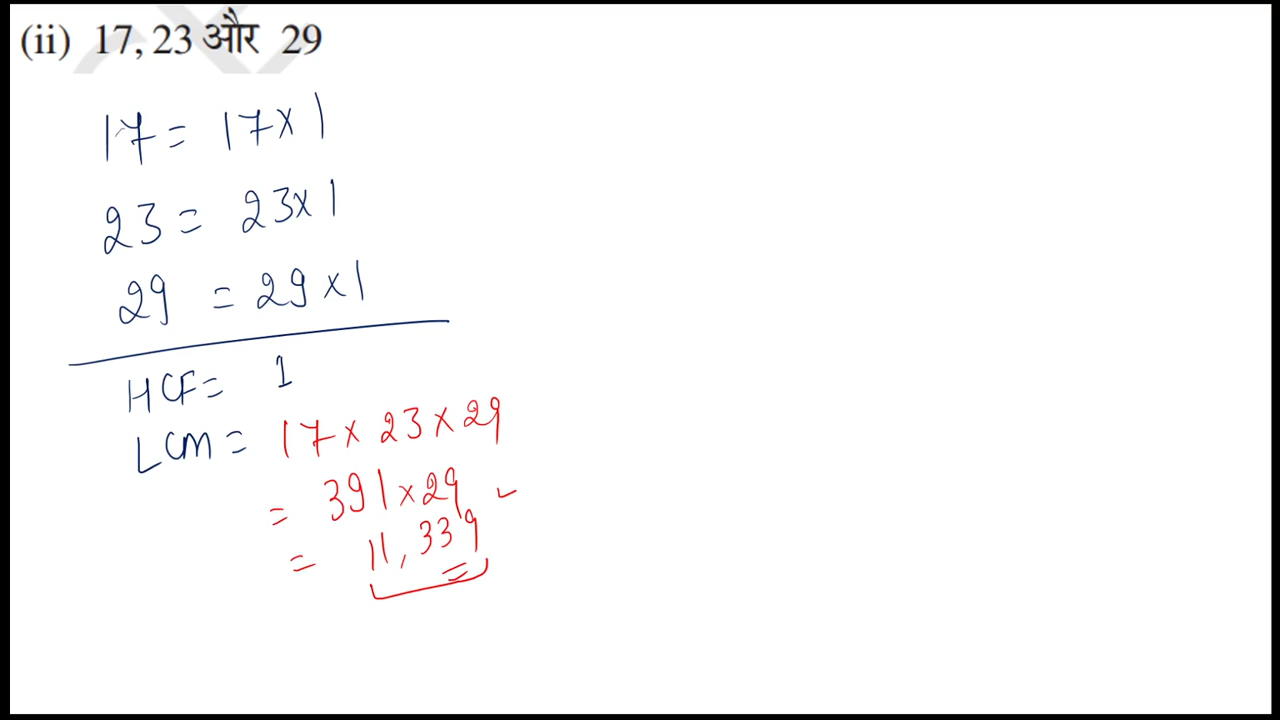 (ii) 17, 23 और 29
17 = 17 × 1
23 = 23 × 1
29 = 29 × 1
HCF = 1
LCM = 17 × 23 × 29
= 391 × 29
= 11,339